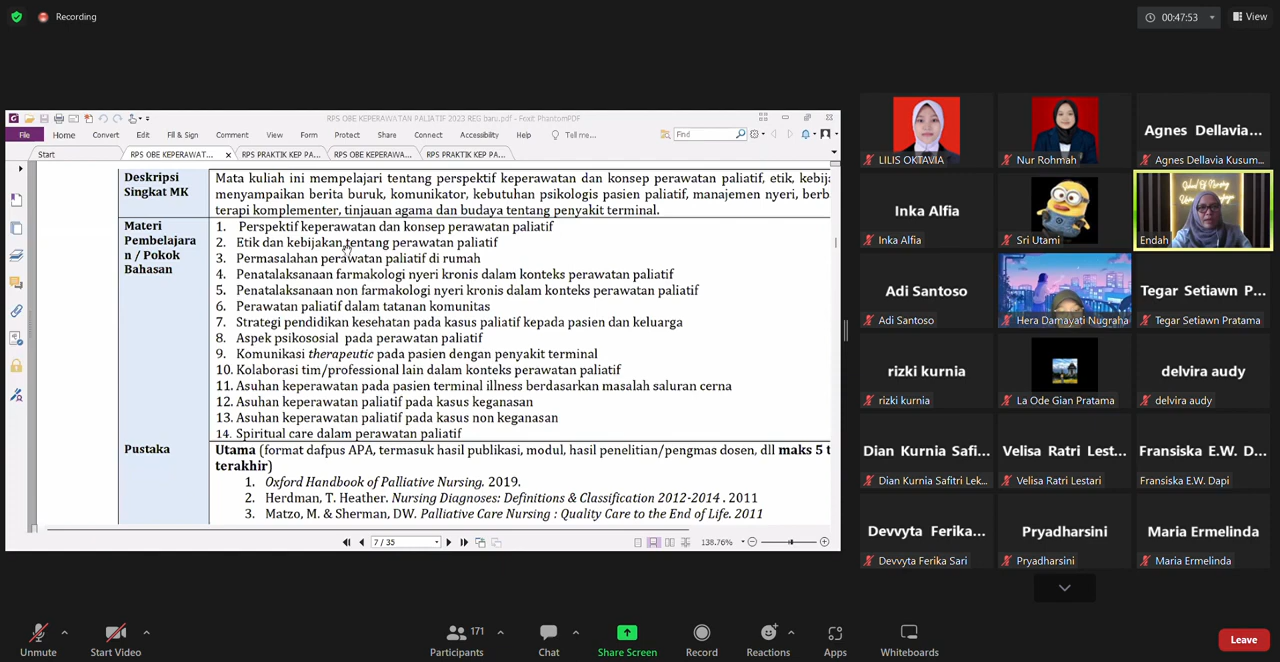 Recording
00:47:53
View
RPS OBE KEPERAWATAN PALIATIF 2023 REG baru.pdf - Foxit PhantomPDF
File Home Convert Edit Fill & Sign Comment View Form Protect Share Connect Accessibility Help Tell me... Find
Start RPS OBE KEPERAWAT... RPS PRAKTIK KEP PA... RPS OBE KEPERAWA... RPS PRAKTIK KEP PA...
Deskripsi
Singkat MK
Mata kuliah ini mempelajari tentang perspektif keperawatan dan konsep perawatan paliatif, etik, kebija
menyampaikan berita buruk, komunikator, kebutuhan psikologis pasien paliatif, manajemen nyeri, berb
terapi komplementer, tinjauan agama dan budaya tentang penyakit terminal.
Materi
Pembelajara
n / Pokok
Bahasan
1. Perspektif keperawatan dan konsep perawatan paliatif
2. Etik dan kebijakan tentang perawatan paliatif
3. Permasalahan perawatan paliatif di rumah
4. Penatalaksanaan farmakologi nyeri kronis dalam konteks perawatan paliatif
5. Penatalaksanaan non farmakologi nyeri kronis dalam konteks perawatan paliatif
6. Perawatan paliatif dalam tatanan komunitas
7. Strategi pendidikan kesehatan pada kasus paliatif kepada pasien dan keluarga
8. Aspek psikososial pada perawatan paliatif
9. Komunikasi therapeutic pada pasien dengan penyakit terminal
10. Kolaborasi tim/professional lain dalam konteks perawatan paliatif
11. Asuhan keperawatan pada pasien terminal illness berdasarkan masalah saluran cerna
12. Asuhan keperawatan paliatif pada kasus keganasan
13. Asuhan keperawatan paliatif pada kasus non keganasan
14. Spiritual care dalam perawatan paliatif
Pustaka
Utama (format dafpus APA, termasuk hasil publikasi, modul, hasil penelitian/pengmas dosen, dll maks 5 t
terakhir)
1. Oxford Handbook of Palliative Nursing. 2019.
2. Herdman, T. Heather. Nursing Diagnoses: Definitions & Classification 2012-2014 . 2011
3. Matzo, M. & Sherman, DW. Palliative Care Nursing : Quality Care to the End of Life. 2011
7 / 35
138.76%
LILIS OKTAVIA
Nur Rohmah
Agnes Dellavia...
Agnes Dellavia Kusum...
Inka Alfia
Inka Alfia
Sri Utami
Endah
Adi Santoso
Adi Santoso
Hera Damayati Nugraha
Tegar Setiawn P...
Tegar Setiawn Pratama
rizki kurnia
rizki kurnia
La Ode Gian Pratama
delvira audy
delvira audy
Dian Kurnia Safi...
Dian Kurnia Safitri Lek...
Velisa Ratri Lest...
Velisa Ratri Lestari
Fransiska E.W. D...
Fransiska E.W. Dapi
Devvyta Ferika...
Devvyta Ferika Sari
Pryadharsini
Pryadharsini
Maria Ermelinda
Maria Ermelinda
Unmute
Start Video
171
Participants
Chat
Share Screen
Record
Reactions
Apps
Whiteboards
Leave